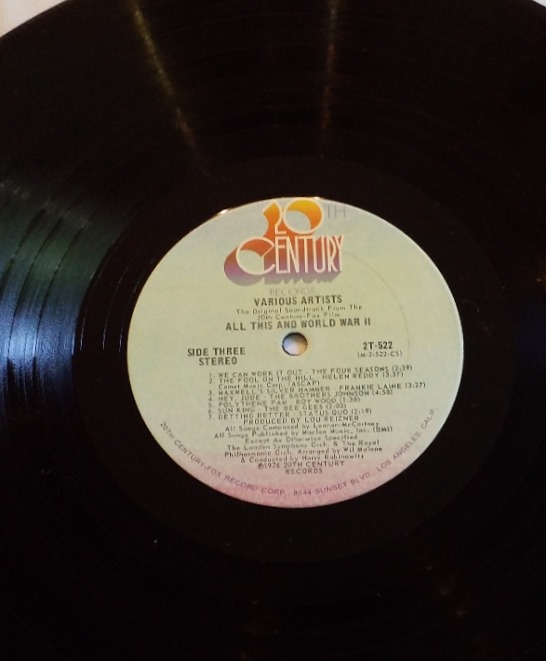 20TH
CENTURY
RECORDS
VARIOUS ARTISTS
The Original Soundtrack From The
20th Century-Fox Film
ALL THIS AND WORLD WAR II
SIDE THREE
STEREO
2T-522
(M-2-522-CS)
1. WE CAN WORK IT OUT - THE FOUR SEASONS (2:39)
2. THE FOOL ON THE HILL - HELEN REDDY (3:37)
Comet Music Corp. (ASCAP)
3. MAXWELL'S SILVER HAMMER - FRANKIE LAINE (3:27)
4. HEY, JUDE - THE BROTHERS JOHNSON (4:58)
5. POLYTHENE PAM - ROY WOOD (1:38)
6. SUN KING - THE BEE GEES (2:03)
7. GETTING BETTER - STATUS QUO (2:19)
PRODUCED BY LOU REIZNER
All Songs Composed by Lennon-McCartney
All Songs Published by Maclen Music, Inc. (BMI)
Except As Otherwise Specified
The London Symphony Orch. & The Royal
Philharmonic Orch. Arranged by Wil Malone
& Conducted by Harry Rabinowitz
℗1976 20TH CENTURY
RECORDS
20TH CENTURY-FOX RECORD CORP., 8544 SUNSET BLVD., LOS ANGELES, CALIF.